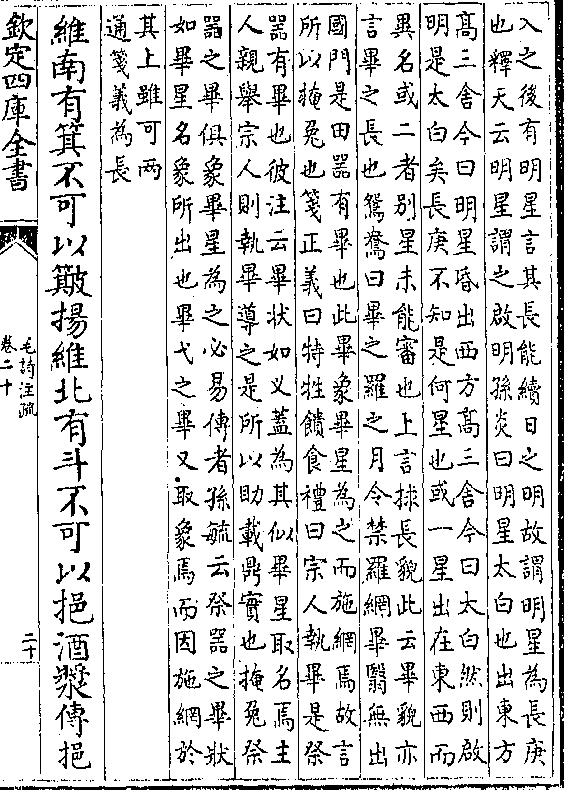 入之後有明星言其長能續日之明故謂明星為長庚
也釋天云明星謂之啟明孫炎曰明星太白也出東方
髙三舍今曰明星昏出西方髙三舍今曰太白然則啟
明是太白矣長庚不知是何星也或一星出在東西而
異名或二者別星未能審也上言捄長貌此云畢貌亦
言畢之長也鴛鴦曰畢之羅之月令禁羅網畢翳無出
國門是田器有畢也此畢象畢星為之而施網焉故言
所以掩兔也箋正義曰特牲饋食禮曰宗人執畢是祭
器有畢也彼注云畢狀如叉蓋為其似畢星取名焉主
人親舉宗人則執畢導之是所以助載鼎實也掩兔祭
器之畢俱象畢星為之必易傳者孫毓云祭器之畢狀
如畢星名象所出也畢弋之畢又取象焉而因施網於
其上雖可两
通箋義為長
維南有箕不可以簸揚維北有斗不可以挹酒漿傳挹
欽定四庫全書
毛詩注疏
卷二十
二十